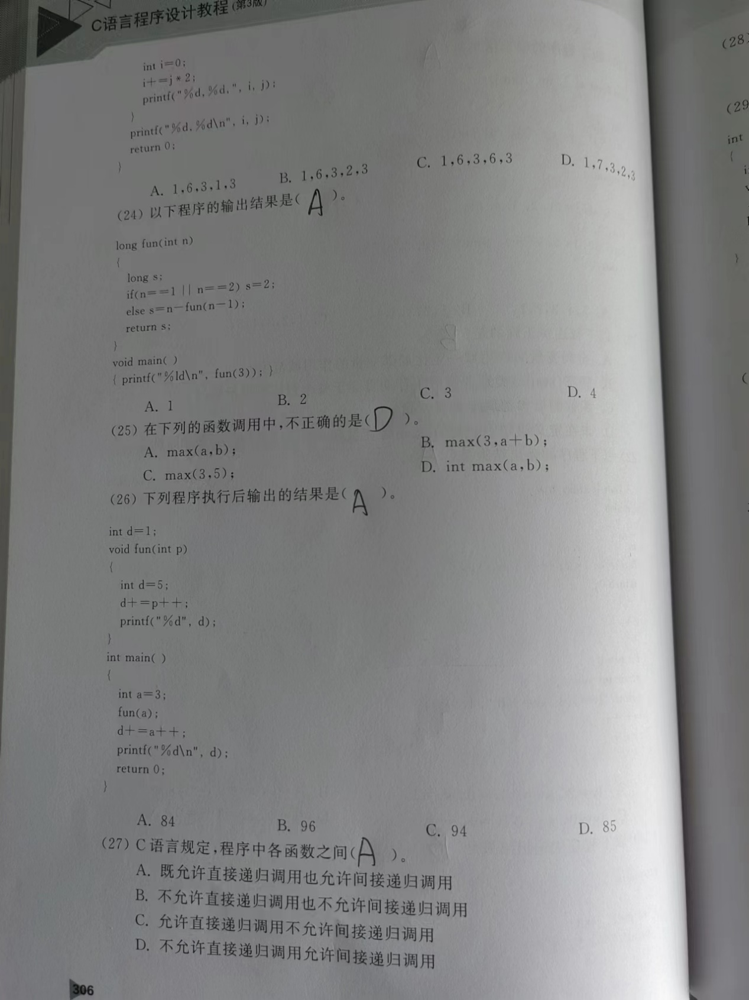 C语言程序设计教程(第3版)
int i=0;
i+=j*2;
printf("%d,%d,", i, j);
}
printf("%d,%d\n", i, j);
return 0;
}
A. 1,6,3,1,3 B. 1,6,3,2,3 C. 1,6,3,6,3 D. 1,7,3,2,3
(24) 以下程序的输出结果是( A )。
long fun(int n)
{
long s;
if(n==1 || n==2) s=2;
else s=n-fun(n-1);
return s;
}
void main( )
{ printf("%ld\n", fun(3)); }
A. 1 B. 2 C. 3 D. 4
(25) 在下列的函数调用中,不正确的是( D )。
A. max(a,b); B. max(3,a+b);
C. max(3,5); D. int max(a,b);
(26) 下列程序执行后输出的结果是( A )。
int d=1;
void fun(int p)
{
int d=5;
d+=p++;
printf("%d", d);
}
int main( )
{
int a=3;
fun(a);
d+=a++;
printf("%d\n", d);
return 0;
}
A. 84 B. 96 C. 94 D. 85
(27) C语言规定,程序中各函数之间( A )。
A. 既允许直接递归调用也允许间接递归调用
B. 不允许直接递归调用也不允许间接递归调用
C. 允许直接递归调用不允许间接递归调用
D. 不允许直接递归调用允许间接递归调用
306
(28)
(29
int
{
}
(